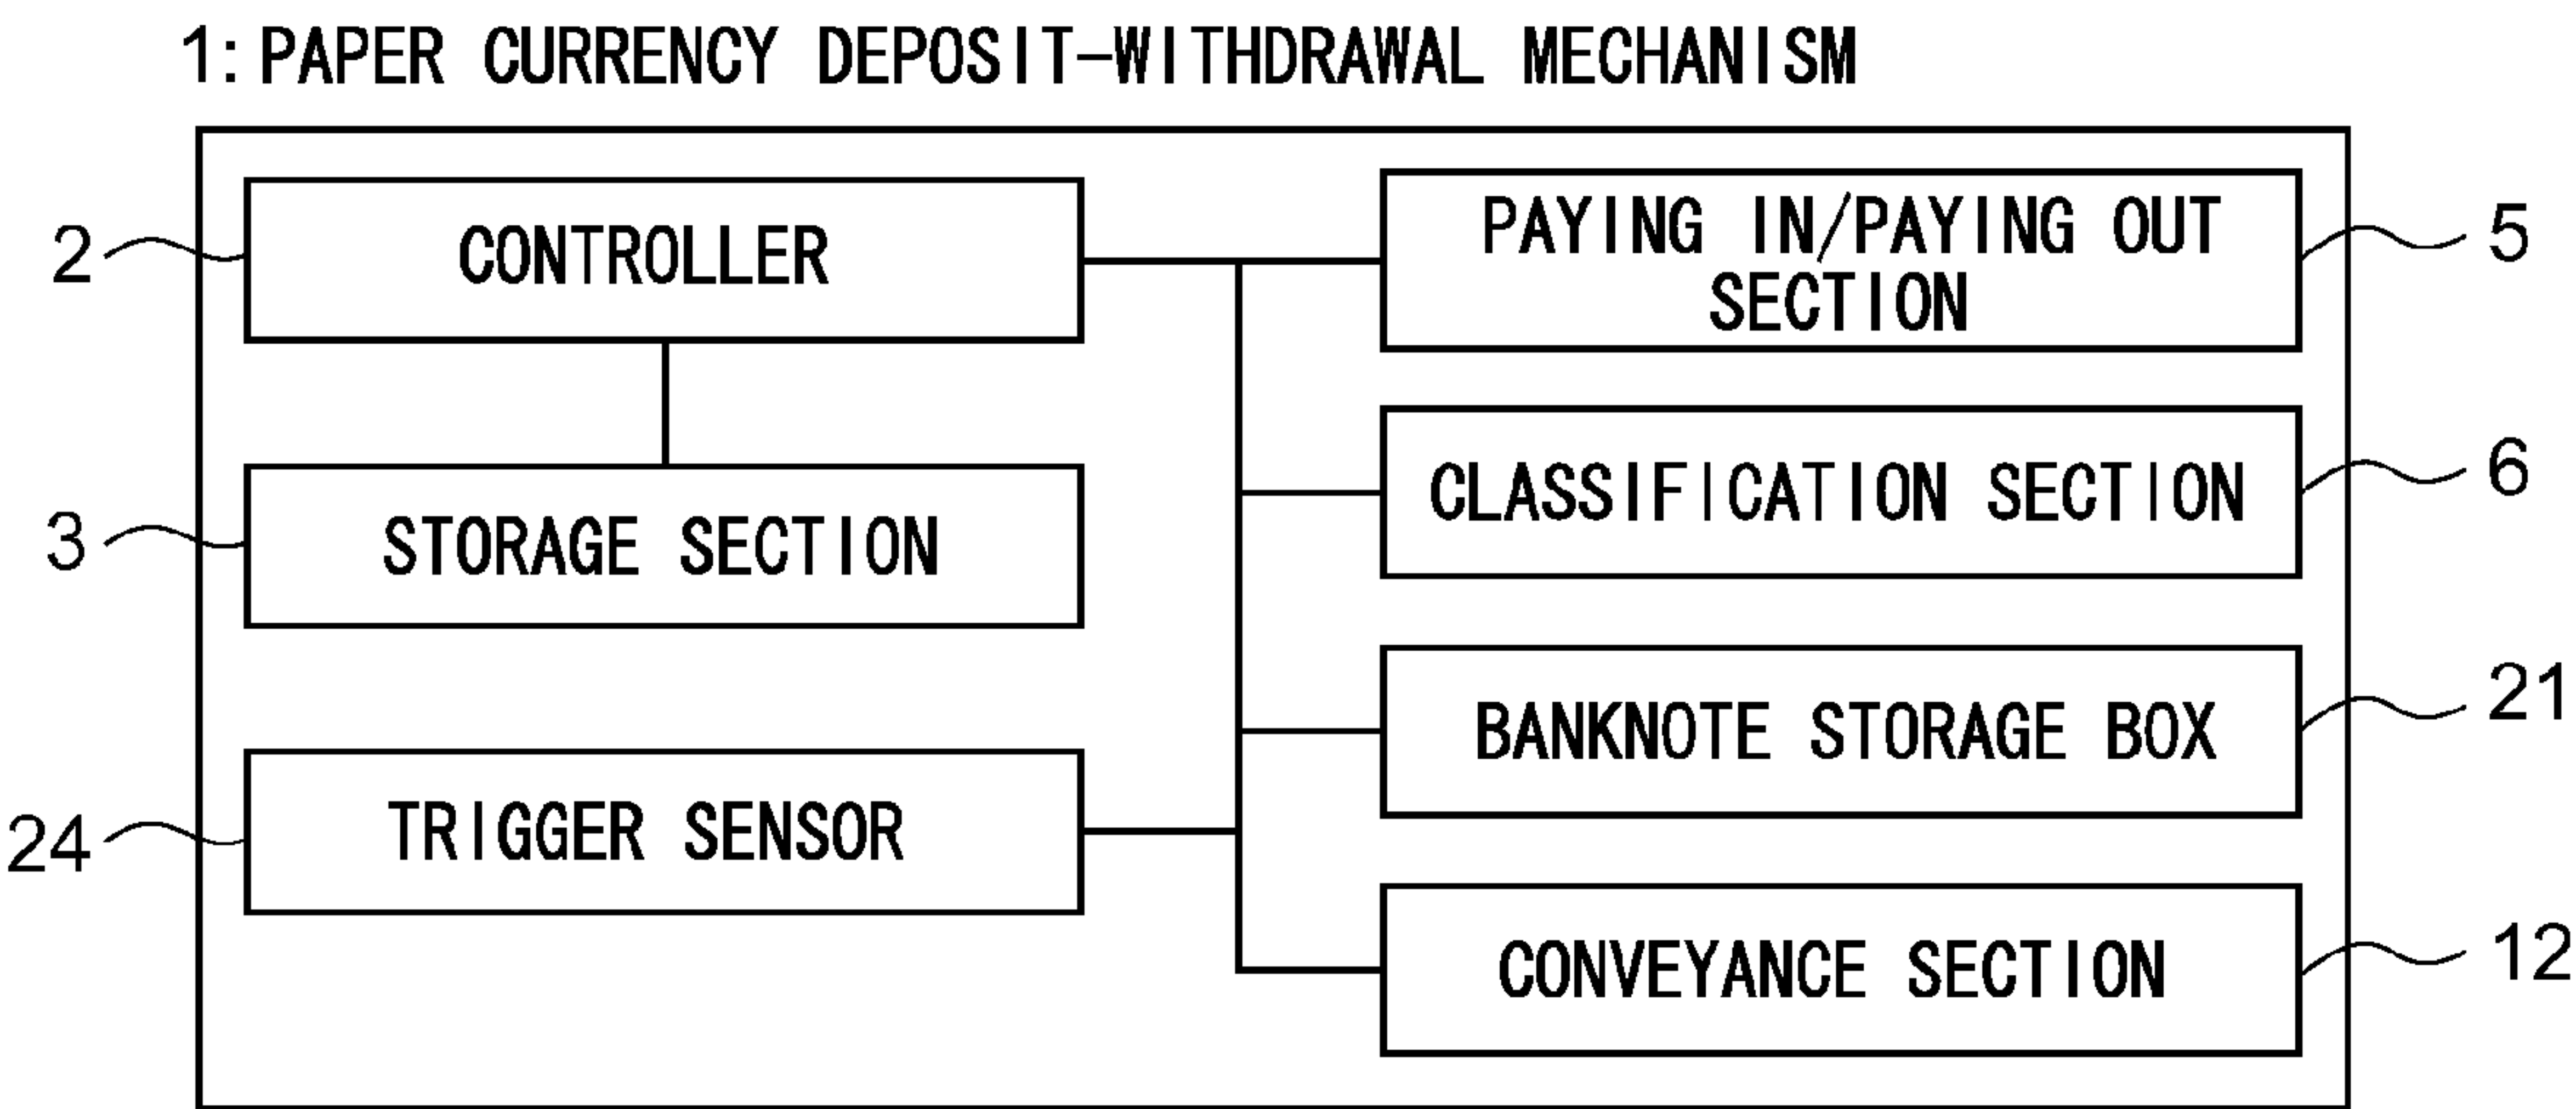 1: PAPER CURRENCY DEPOSIT-WITHDRAWAL MECHANISM
2
CONTROLLER
PAYING IN/PAYING OUT
SECTION
5
3
STORAGE SECTION
CLASSIFICATION SECTION
6
BANKNOTE STORAGE BOX
21
24
TRIGGER SENSOR
CONVEYANCE SECTION
12